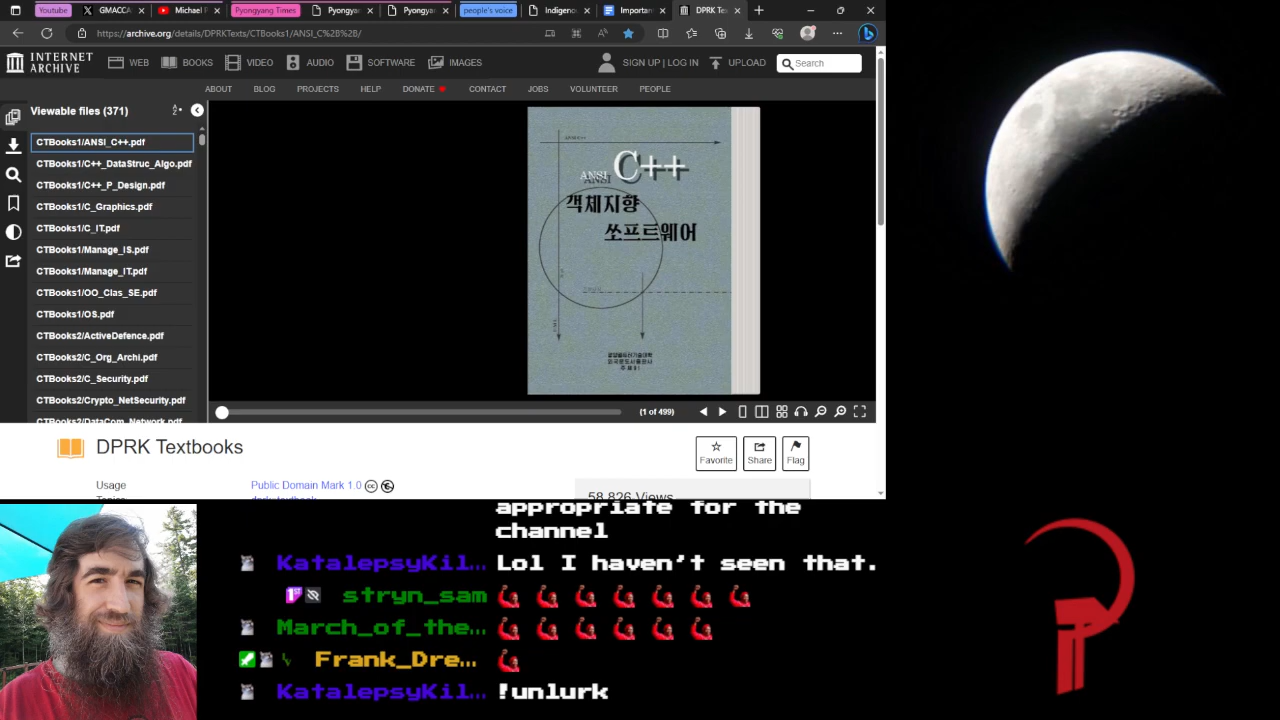 Youtube
GMACCA
Michael P
Pyongyang Times
Pyongya
Pyongya
people's voice
Indigeno
Important
DPRK Te
https://archive.org/details/DPRKTexts/CTBooks1/ANSI_C%2B%2B/
INTERNET ARCHIVE
WEB
BOOKS
VIDEO
AUDIO
SOFTWARE
IMAGES
SIGN UP | LOG IN
UPLOAD
Search
ABOUT
BLOG
PROJECTS
HELP
DONATE
CONTACT
JOBS
VOLUNTEER
PEOPLE
Viewable files (371)
CTBooks1/ANSI_C++.pdf
CTBooks1/C++_DataStruc_Algo.pdf
CTBooks1/C++_P_Design.pdf
CTBooks1/C_Graphics.pdf
CTBooks1/C_IT.pdf
CTBooks1/Manage_IS.pdf
CTBooks1/Manage_IT.pdf
CTBooks1/OO_Clas_SE.pdf
CTBooks1/OS.pdf
CTBooks2/ActiveDefence.pdf
CTBooks2/C_Org_Archi.pdf
CTBooks2/C_Security.pdf
CTBooks2/Crypto_NetSecurity.pdf
CTBooks2/DataCom_Network.pdf
ANSI C++
객체지향
쏘프트웨어
(1 of 499)
DPRK Textbooks
Favorite
Share
Flag
Usage
Public Domain Mark 1.0
Topics
dprk textbook
58,826 Views
appropriate for the
channel
KatalepsyKil... Lol I haven't seen that.
stryn_sam
March_of_the...
Frank_Dre...
KatalepsyKil... !unlurk